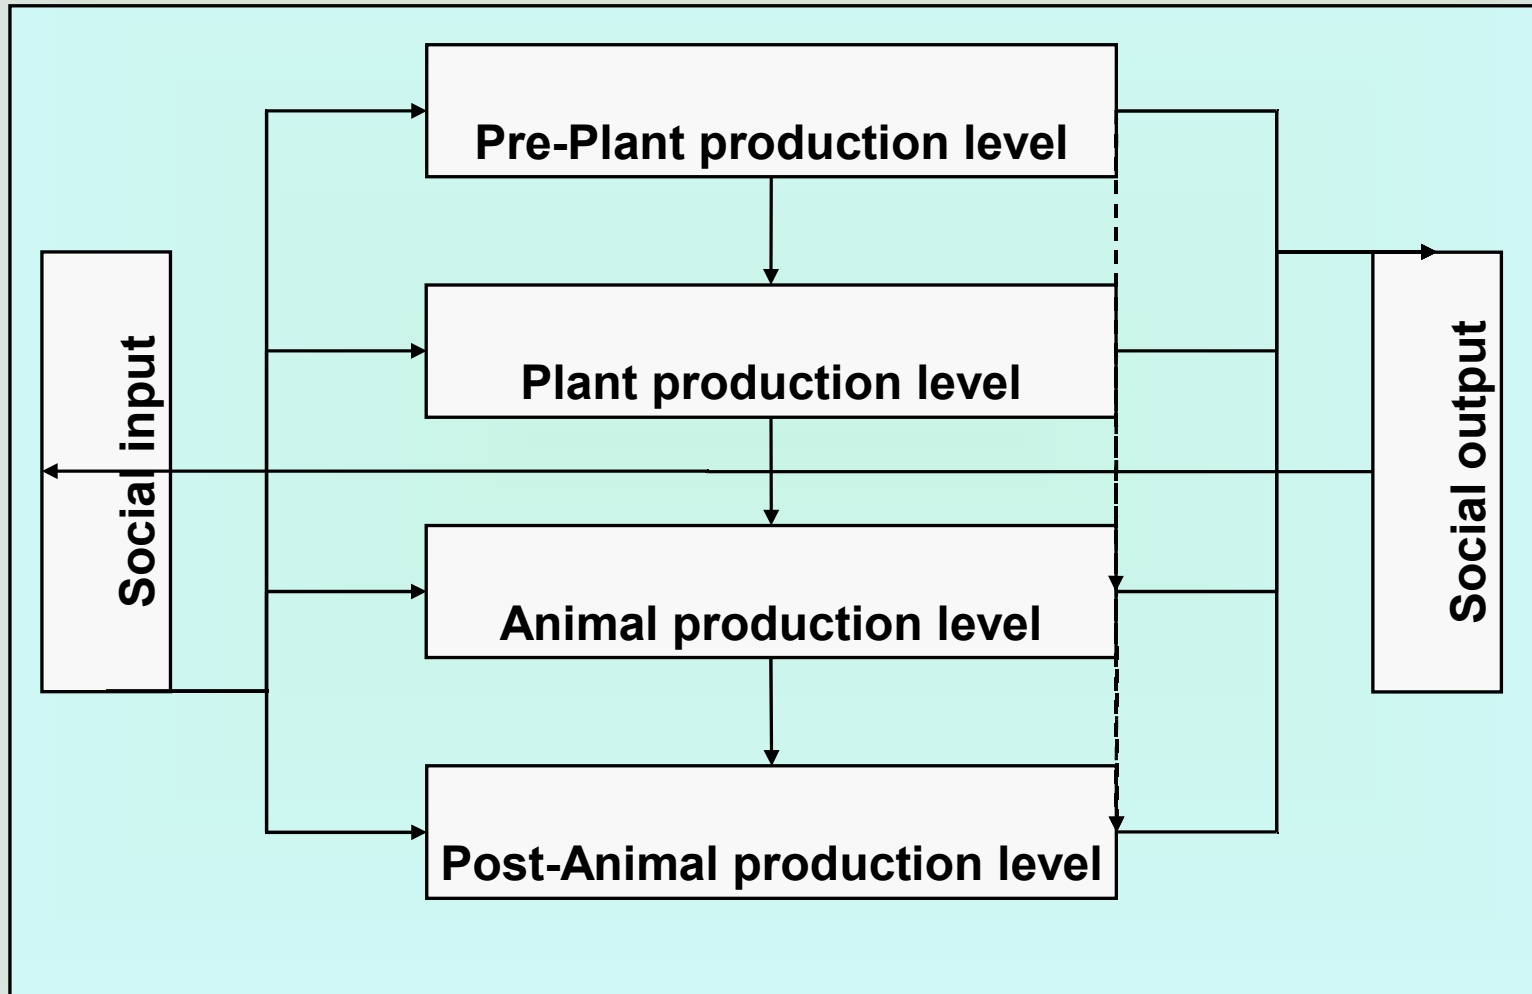 Pre-Plant production level
Plant production level
Social input
Social output
Animal production level
Post-Animal production level